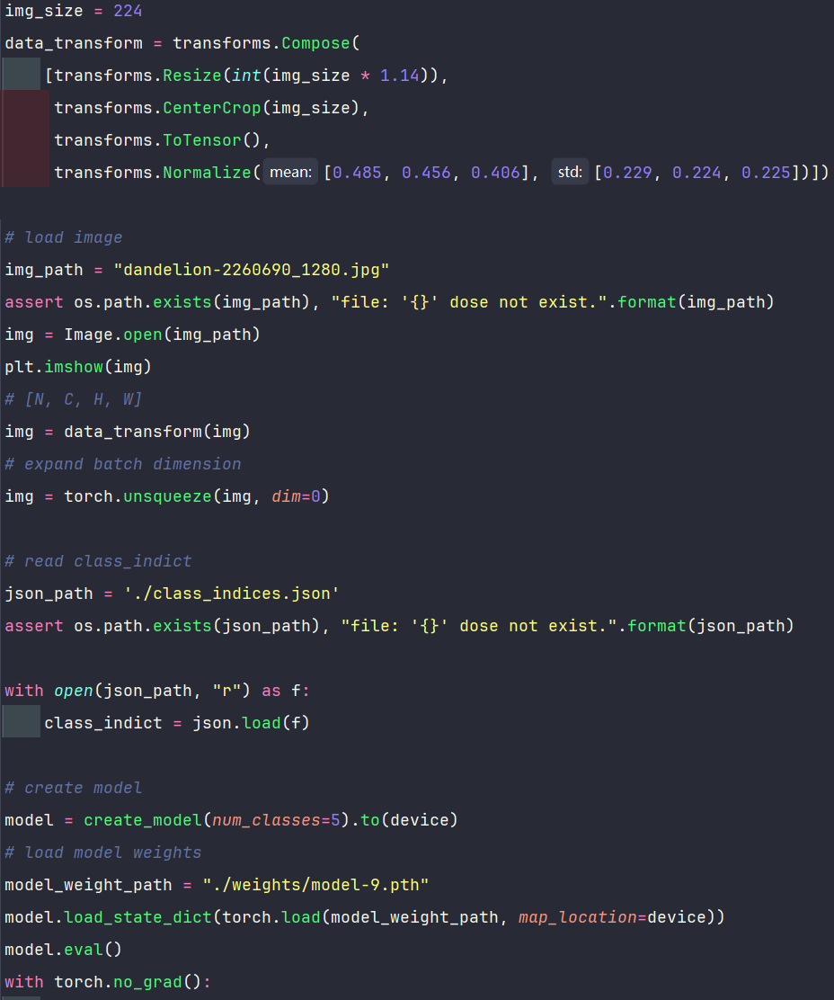 img_size = 224
data_transform = transforms.Compose(
[transforms.Resize(int(img_size * 1.14)),
transforms.CenterCrop(img_size),
transforms.ToTensor(),
transforms.Normalize( mean: [0.485, 0.456, 0.406], std: [0.229, 0.224, 0.225])])
# load image
img_path = "dandelion-2260690_1280.jpg"
assert os.path.exists(img_path), "file: '{}' dose not exist.".format(img_path)
img = Image.open(img_path)
plt.imshow(img)
# [N, C, H, W]
img = data_transform(img)
# expand batch dimension
img = torch.unsqueeze(img, dim=0)
# read class_indict
json_path = './class_indices.json'
assert os.path.exists(json_path), "file: '{}' dose not exist.".format(json_path)
with open(json_path, "r") as f:
class_indict = json.load(f)
# create model
model = create_model(num_classes=5).to(device)
# load model weights
model_weight_path = "./weights/model-9.pth"
model.load_state_dict(torch.load(model_weight_path, map_location=device))
model.eval()
with torch.no_grad():